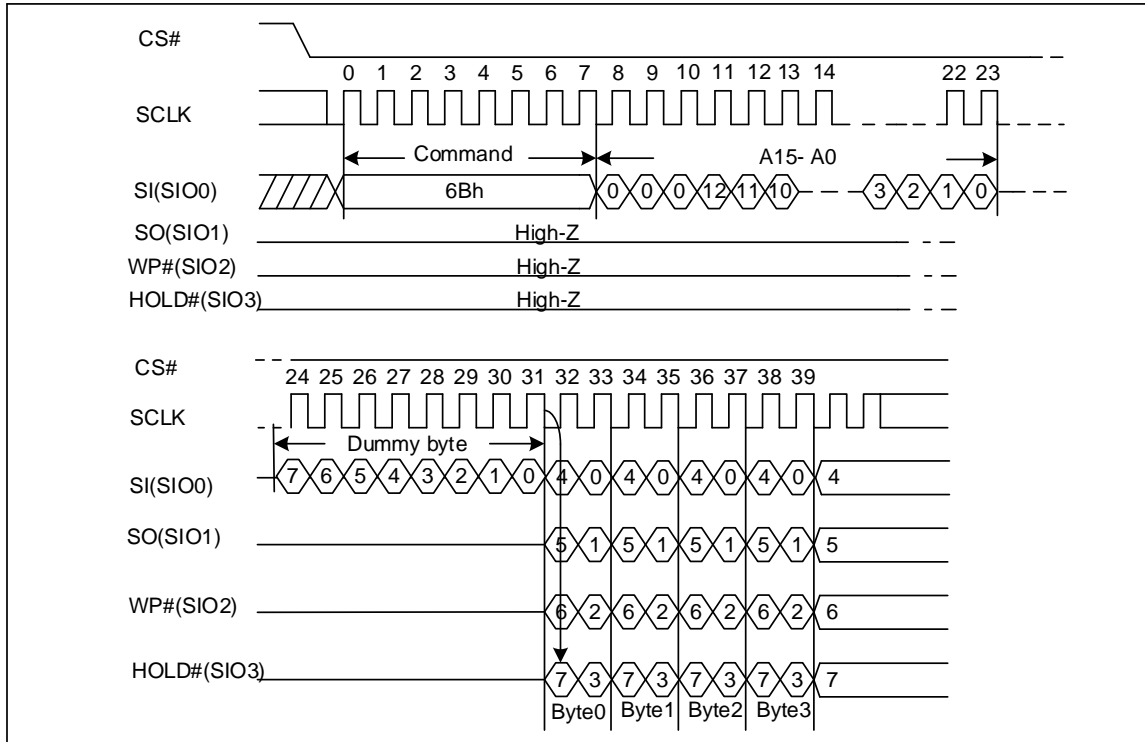 CS#
0 1 2 3 4 5 6 7 8 9 10 11 12 13 14 22 23
SCLK
Command A15- A0
SI(SIO0) 6Bh 0 0 0 12 11 10 3 2 1 0
SO(SIO1) High-Z
WP#(SIO2) High-Z
HOLD#(SIO3) High-Z
CS#
24 25 26 27 28 29 30 31 32 33 34 35 36 37 38 39
SCLK
Dummy byte
SI(SIO0) 7 6 5 4 3 2 1 0 4 0 4 0 4 0 4 0 4
SO(SIO1) 5 1 5 1 5 1 5 1 5
WP#(SIO2) 6 2 6 2 6 2 6 2 6
HOLD#(SIO3) 7 3 7 3 7 3 7 3 7
Byte0 Byte1 Byte2 Byte3